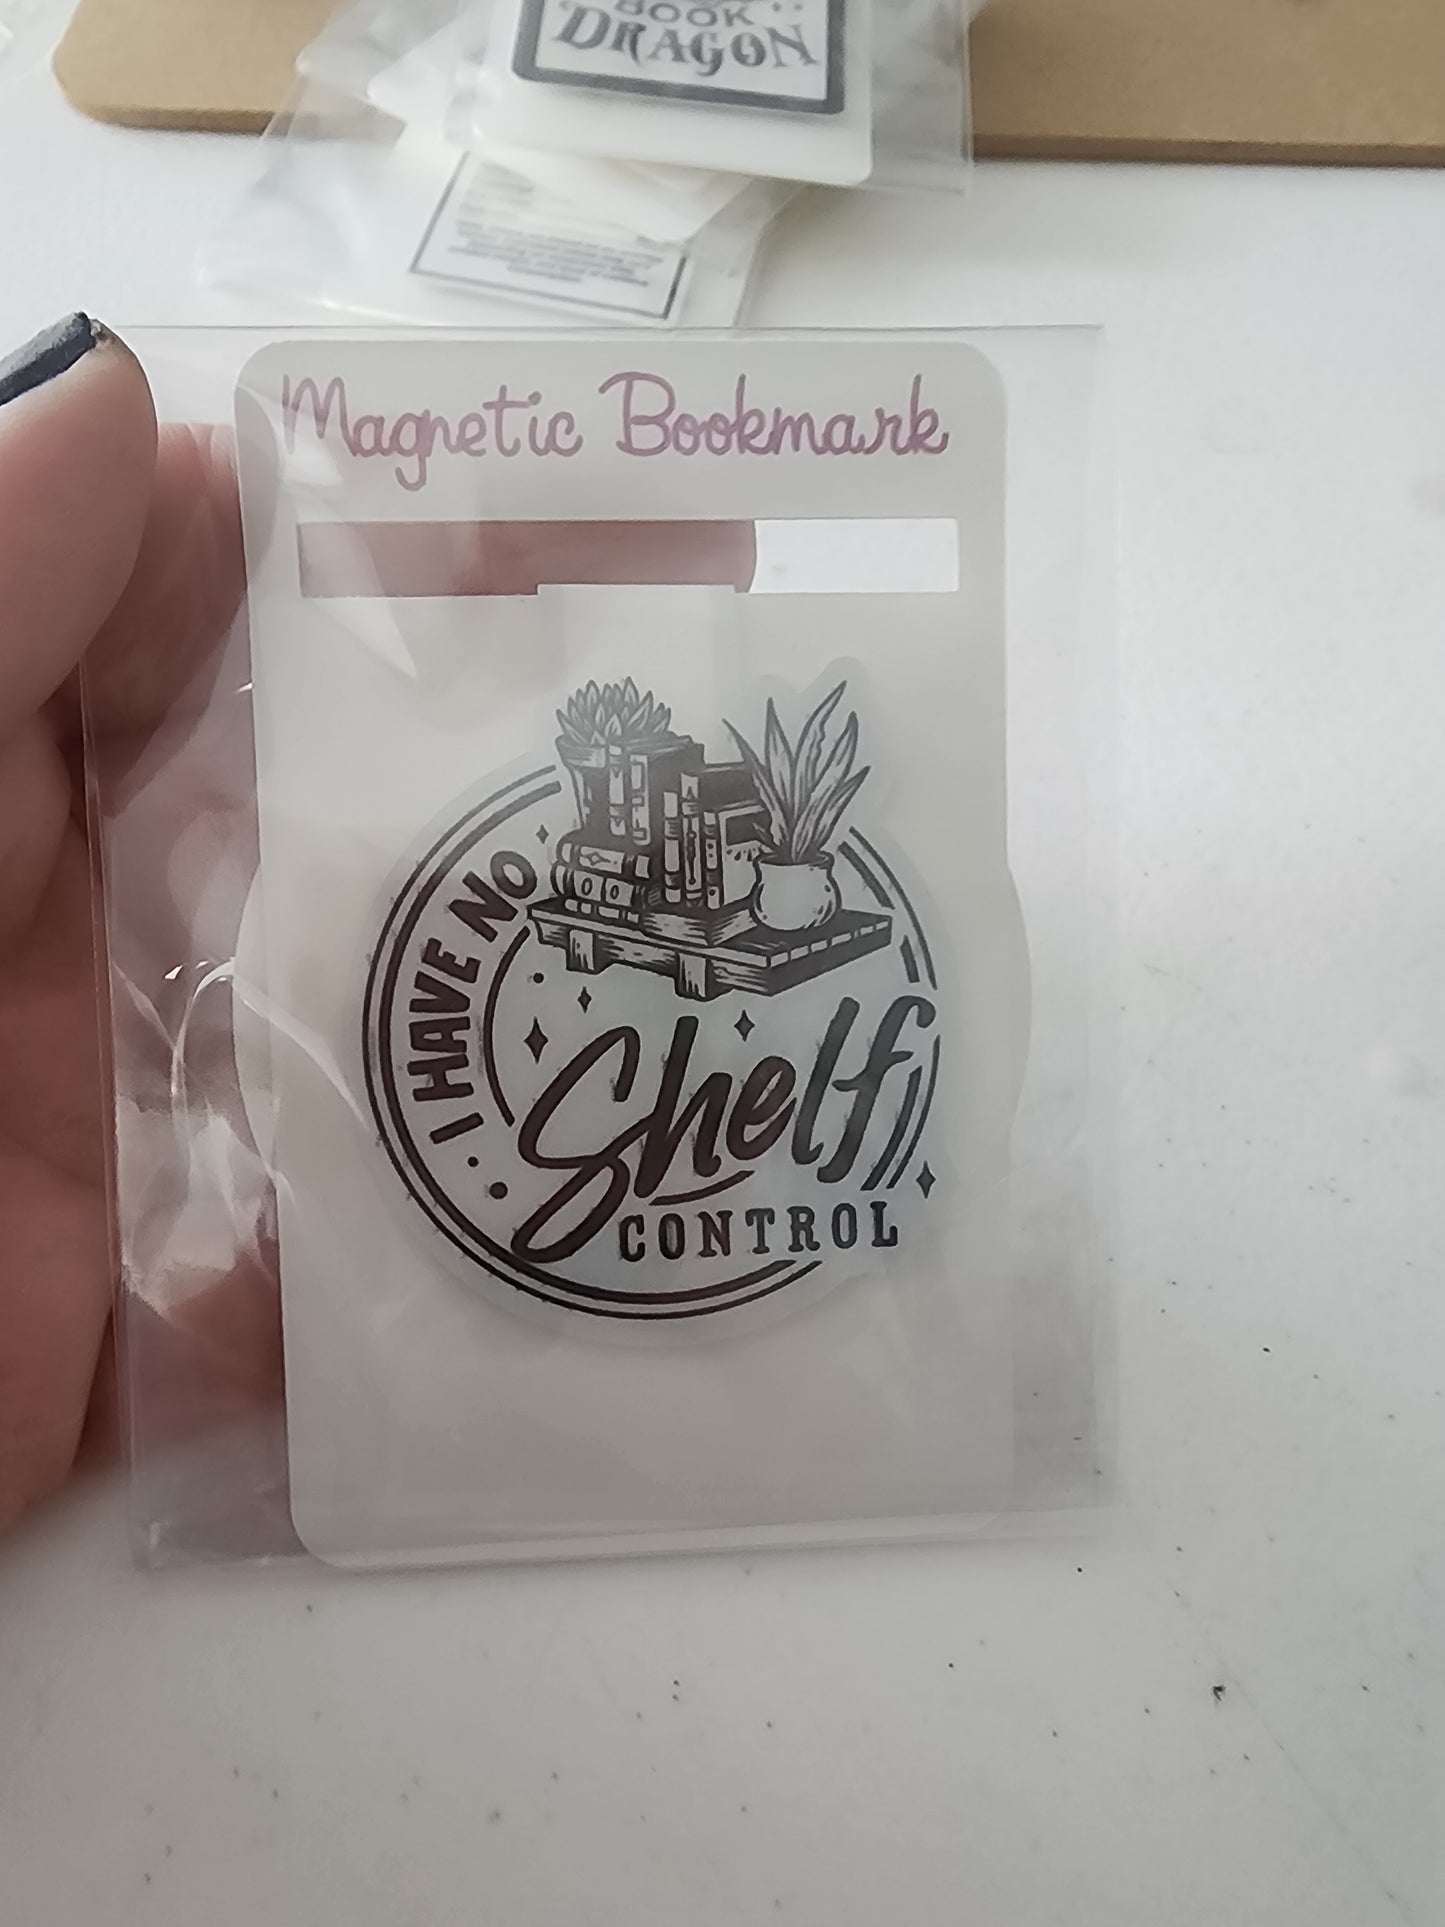 BOOK
DRAGON
Magnetic Bookmark
I HAVE NO
Shelf
CONTROL